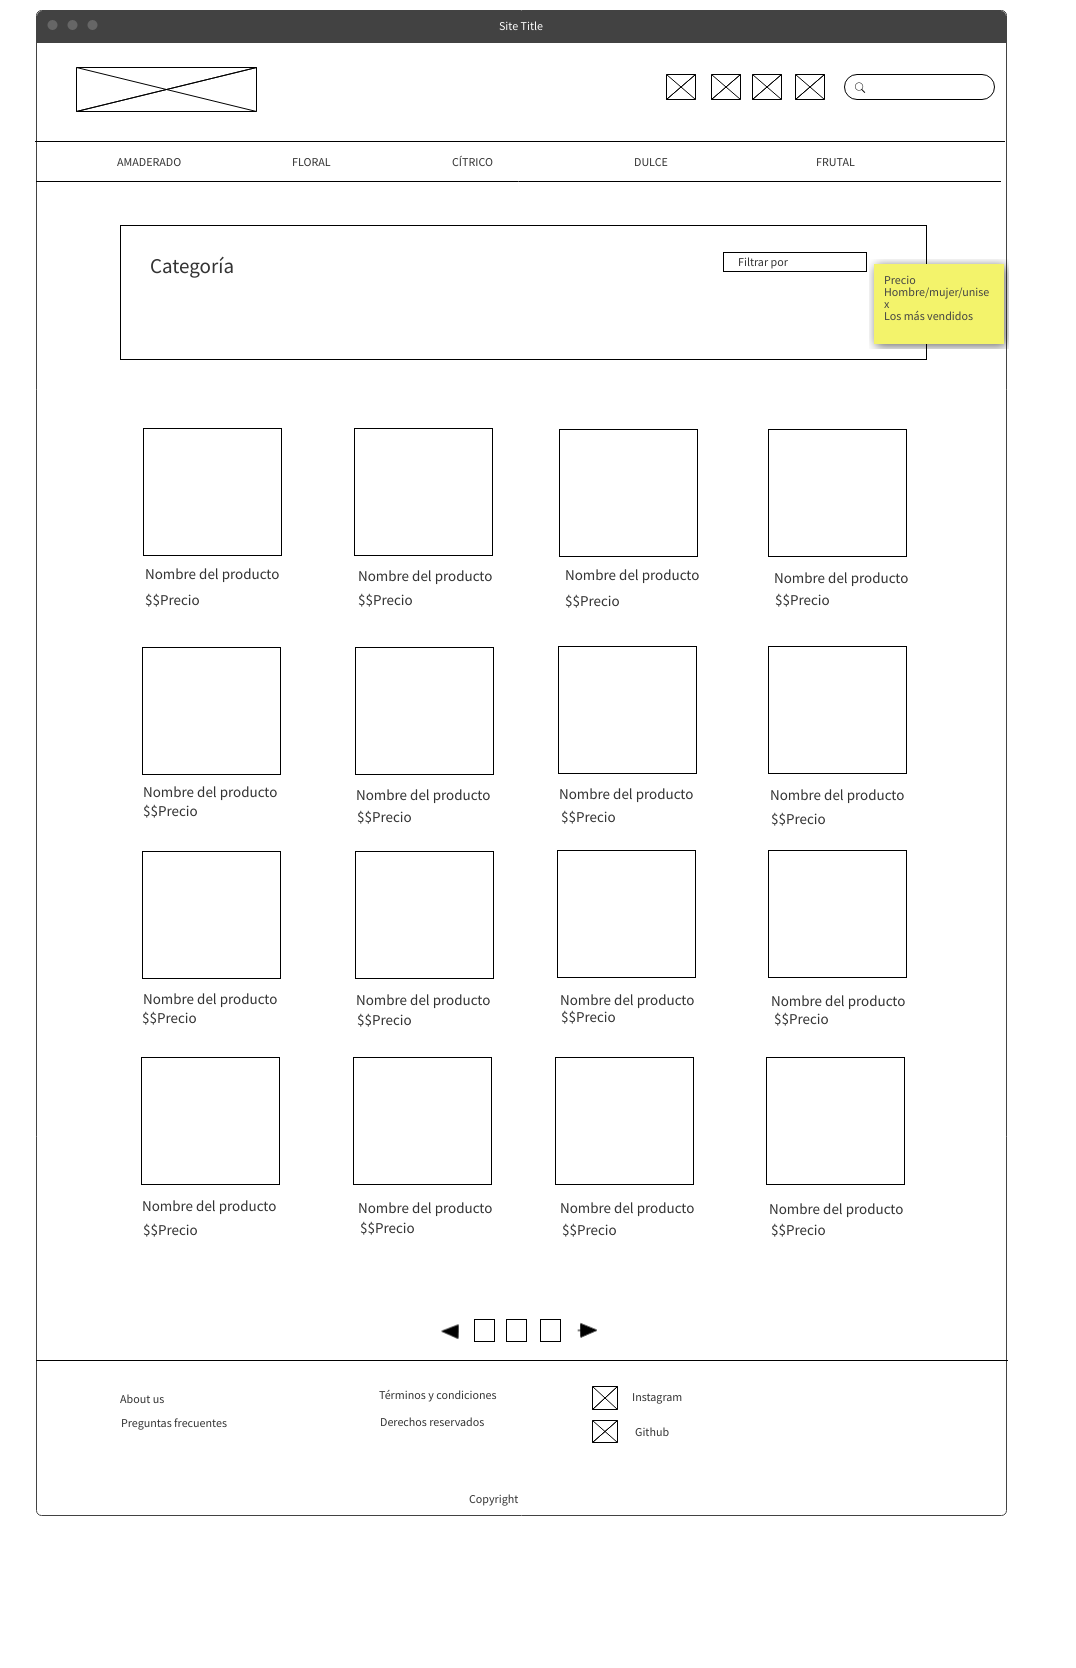 Site Title
AMADERADO FLORAL CÍTRICO DULCE FRUTAL
Categoría
Filtrar por
Precio
Hombre/mujer/unise
x
Los más vendidos
Nombre del producto Nombre del producto Nombre del producto Nombre del producto
$$Precio $$Precio $$Precio $$Precio
Nombre del producto Nombre del producto Nombre del producto Nombre del producto
$$Precio $$Precio $$Precio $$Precio
Nombre del producto Nombre del producto Nombre del producto Nombre del producto
$$Precio $$Precio $$Precio $$Precio
Nombre del producto Nombre del producto Nombre del producto Nombre del producto
$$Precio $$Precio $$Precio $$Precio
About us Términos y condiciones Instagram
Preguntas frecuentes Derechos reservados Github
Copyright